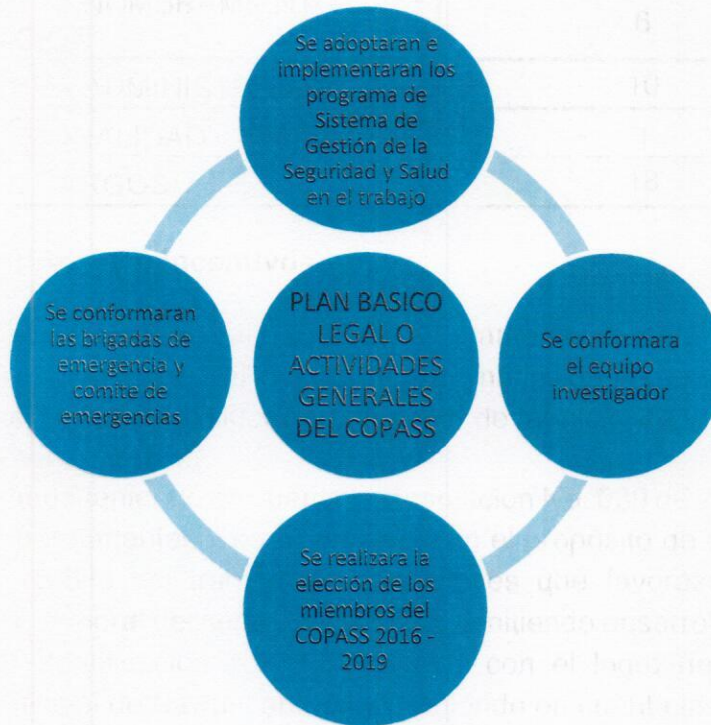 Se adoptaran e
implementaran los
programa de
Sistema de
Gestión de la
Seguridad y Salud
en el trabajo
Se conformaran
las brigadas de
emergencia y
comite de
emergencias
PLAN BASICO
LEGAL O
ACTIVIDADES
GENERALES
DEL COPASS
Se conformara
el equipo
investigador
Se realizara la
elección de los
miembros del
COPASS 2016 -
2019